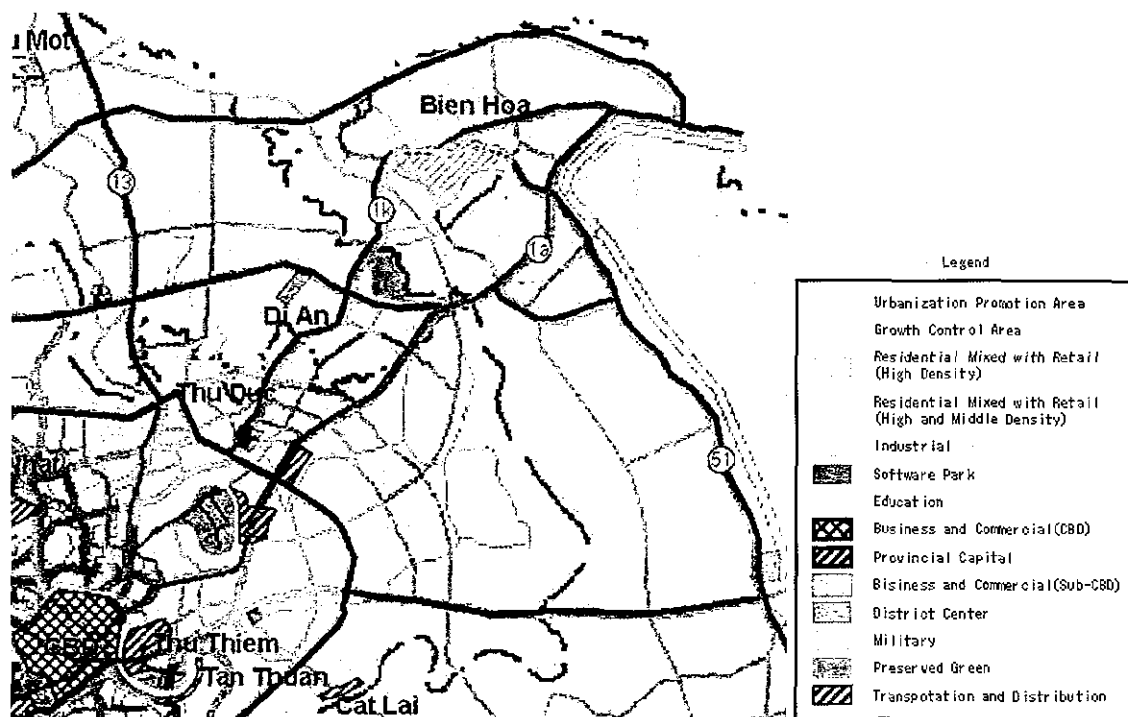 Mot
Bien Hoa
13
1k
1a
Di An
Thu Duc
51
CBD
Thu Thiem
Tan Thuan
Cat Lai
Legend
Urbanization Promotion Area
Growth Control Area
Residential Mixed with Retail
(High Density)
Residential Mixed with Retail
(High and Middle Density)
Industrial
Software Park
Education
Business and Commercial(CBD)
Provincial Capital
Bisiness and Commercial(Sub-CBD)
District Center
Military
Preserved Green
Transpotation and Distribution